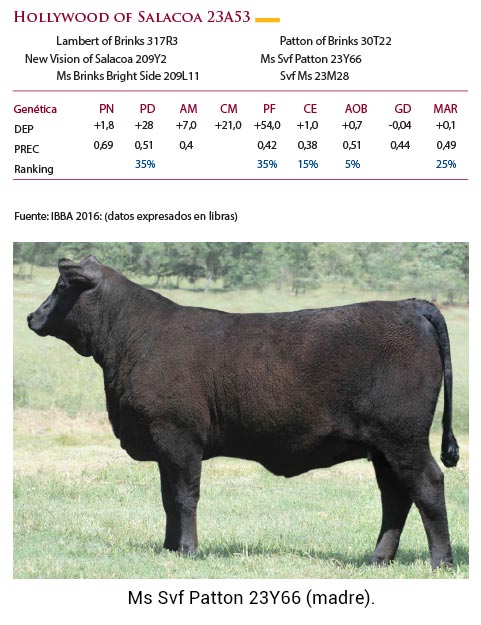 Hollywood of Salacoa 23A53
Lambert of Brinks 317R3 Patton of Brinks 30T22
New Vision of Salacoa 209Y2 Ms Svf Patton 23Y66
Ms Brinks Bright Side 209L11 Svf Ms 23M28
Genética PN PD AM CM PF CE AOB GD MAR
DEP +1,8 +28 +7,0 +21,0 +54,0 +1,0 +0,7 -0,04 +0,1
PREC 0,69 0,51 0,4 0,42 0,38 0,51 0,44 0,49
Ranking 35% 35% 15% 5% 25%
Fuente: IBBA 2016: (datos expresados en libras)
Ms Svf Patton 23Y66 (madre).